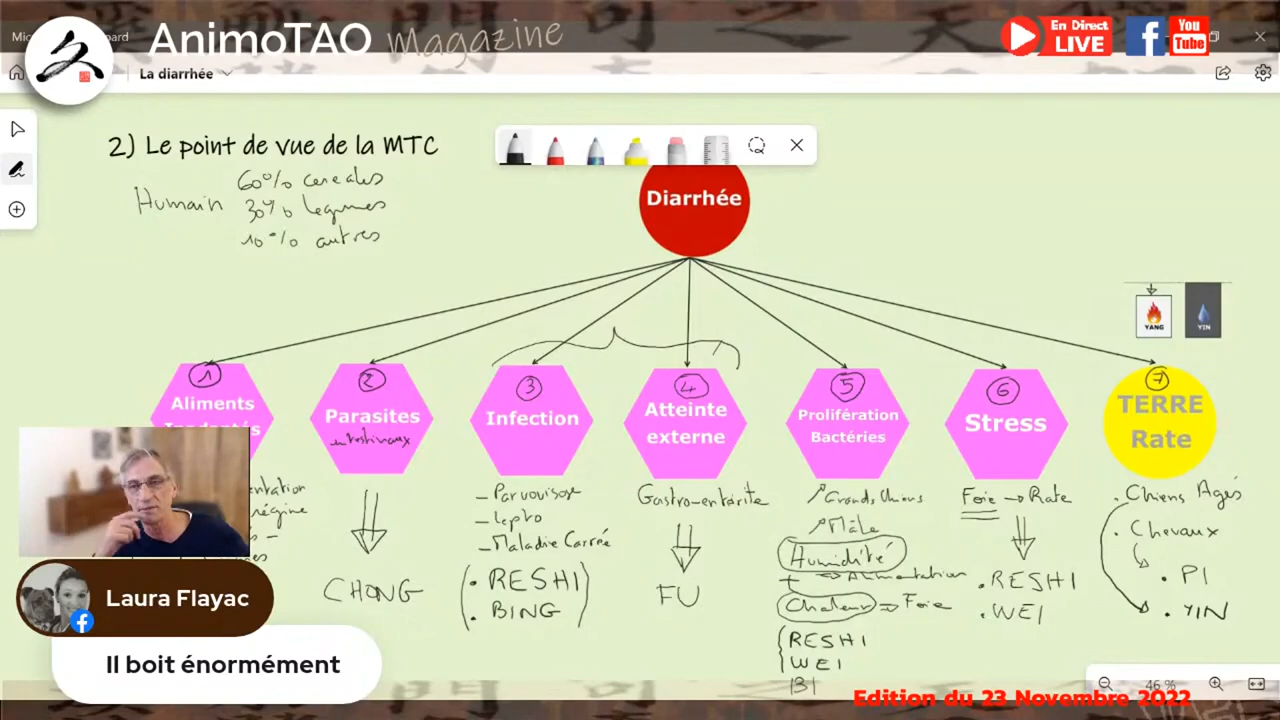 AnimoTAO Magazine
En Direct
LIVE
You
Tube
La diarrhée
2) Le point de vue de la MTC
Humain
60% céréales
30% légumes
10% autres
Diarrhée
YANG
YIN
1
Aliments
2
Parasites
intestinaux
3
Infection
4
Atteinte
externe
5
Prolifération
Bactéries
6
Stress
7
TERRE
Rate
- Parvovirose
- Lepto
- Maladie Carré
Gastro-entérite
Grands Chiens
Mâle
Humidité
+ Alimentation
Chaleur => Foie
Foie → Rate
. Chiens Agés
. Chevaux
CHONG
. RESHI
. BING
FU
RESHI
WEI
BI
. RESHI
. WEI
. PI
. YIN
Laura Flayac
Il boit énormément
46 %
Edition du 23 Novembre 2022